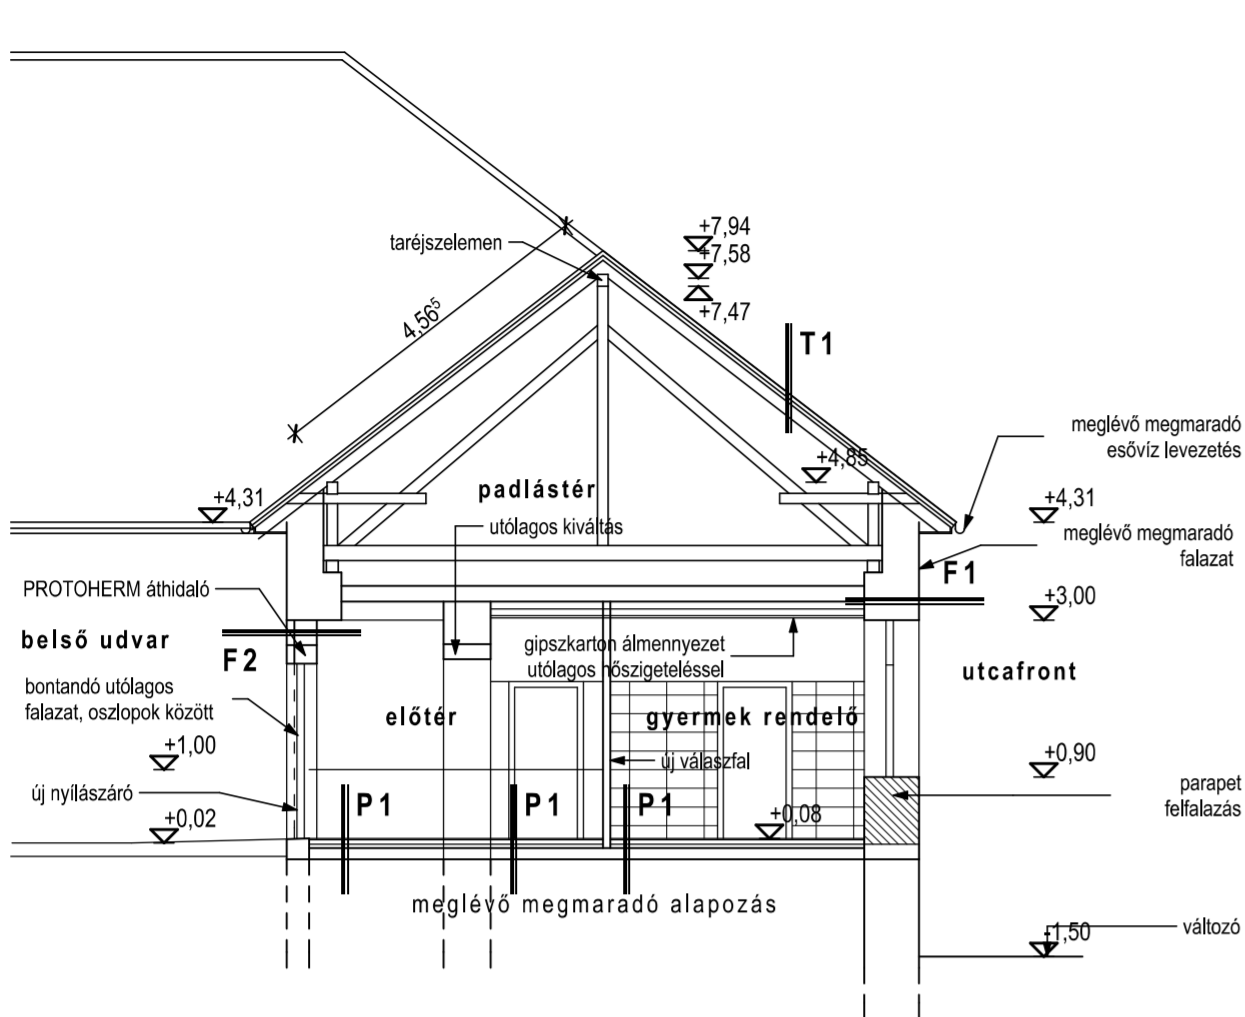 +7,94
taréjszelemen
+7,58
4,56⁵
+7,47
T1
meglévő megmaradó
esővíz levezetés
+4,85
padlástér
+4,31
+4,31
utólagos kiváltás
meglévő megmaradó
falazat
F1
PROTOHERM áthidaló
+3,00
belső udvar
F2
gipszkarton álmennyezet
utólagos hőszigeteléssel
utcafront
bontandó utólagos
falazat, oszlopok között
előtér
gyermek rendelő
+1,00
új válaszfal
+0,90
új nyílászáró
parapet
felfalazás
P1
P1
P1
+0,02
+0,08
meglévő megmaradó alapozás
-1,50
változó